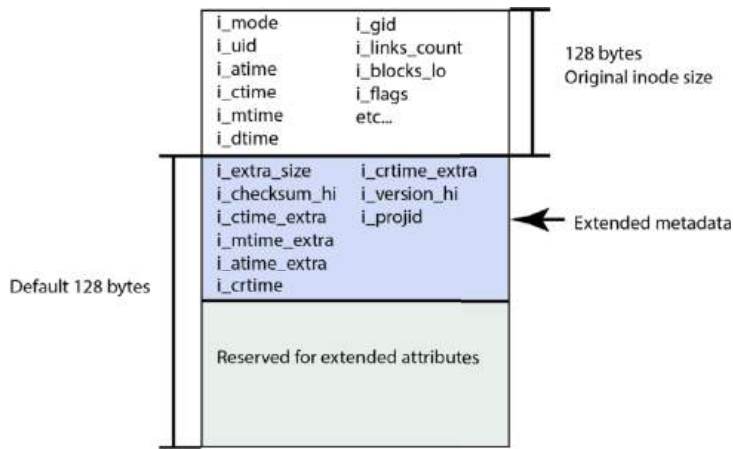 i_mode
i_uid
i_atime
i_ctime
i_mtime
i_dtime
i_gid
i_links_count
i_blocks_lo
i_flags
etc...
128 bytes
Original inode size
i_extra_size
i_checksum_hi
i_ctime_extra
i_mtime_extra
i_atime_extra
i_crtime
i_crtime_extra
i_version_hi
i_projid
Extended metadata
Default 128 bytes
Reserved for extended attributes